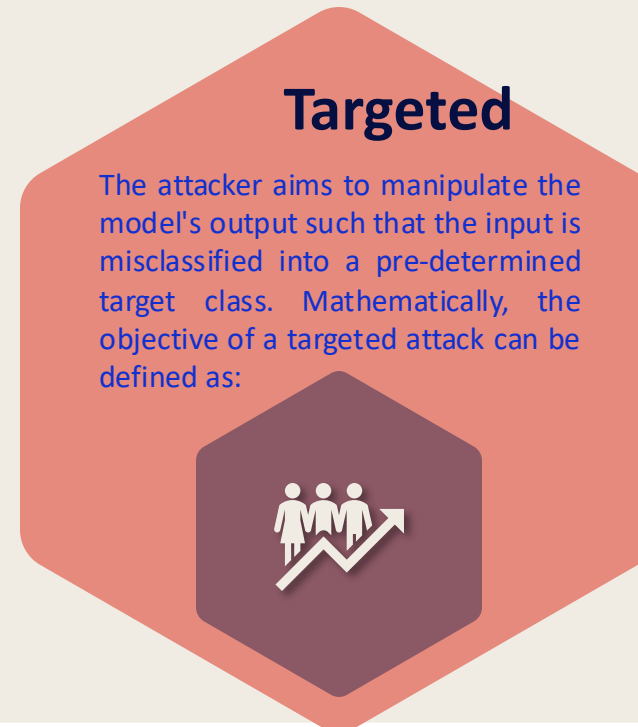 Targeted
The attacker aims to manipulate the
model's output such that the input is
misclassified into a pre-determined
target class. Mathematically, the
objective of a targeted attack can be
defined as: